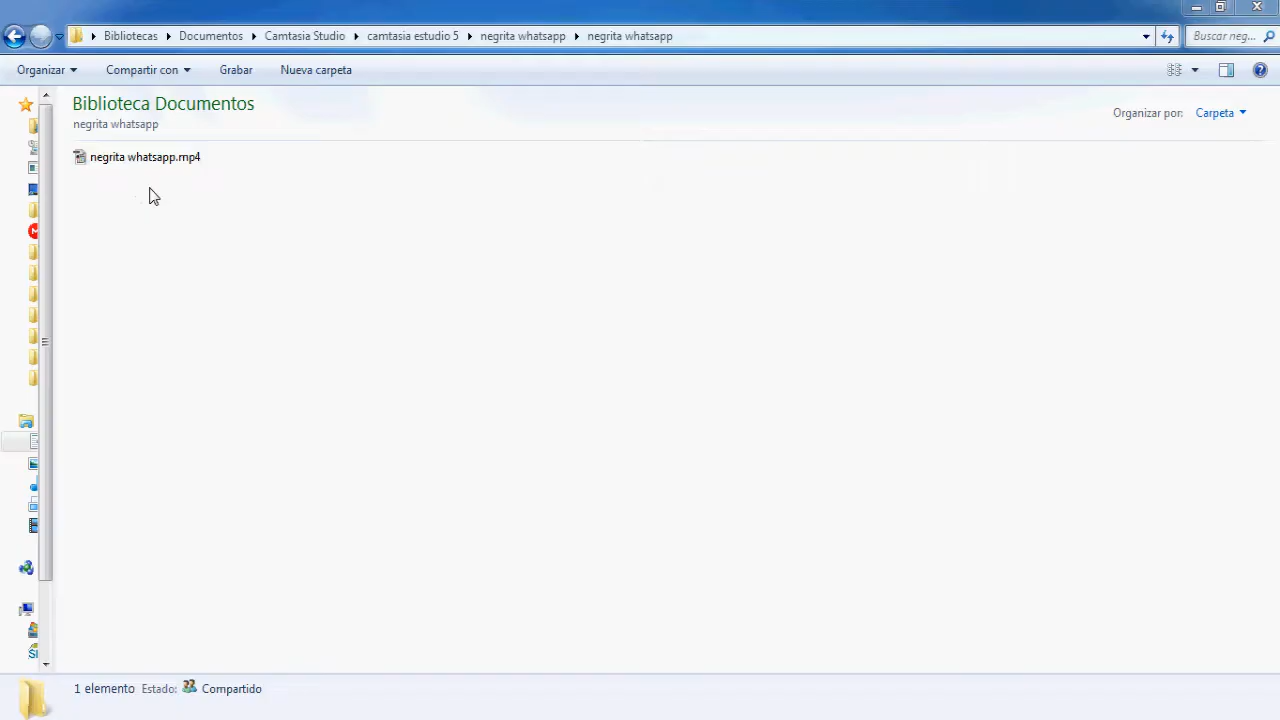 Bibliotecas Documentos Camtasia Studio camtasia estudio 5 negrita whatsapp negrita whatsapp Buscar neg...
Organizar Compartir con Grabar Nueva carpeta
Biblioteca Documentos
negrita whatsapp
Organizar por: Carpeta
negrita whatsapp.mp4
1 elemento Estado: Compartido